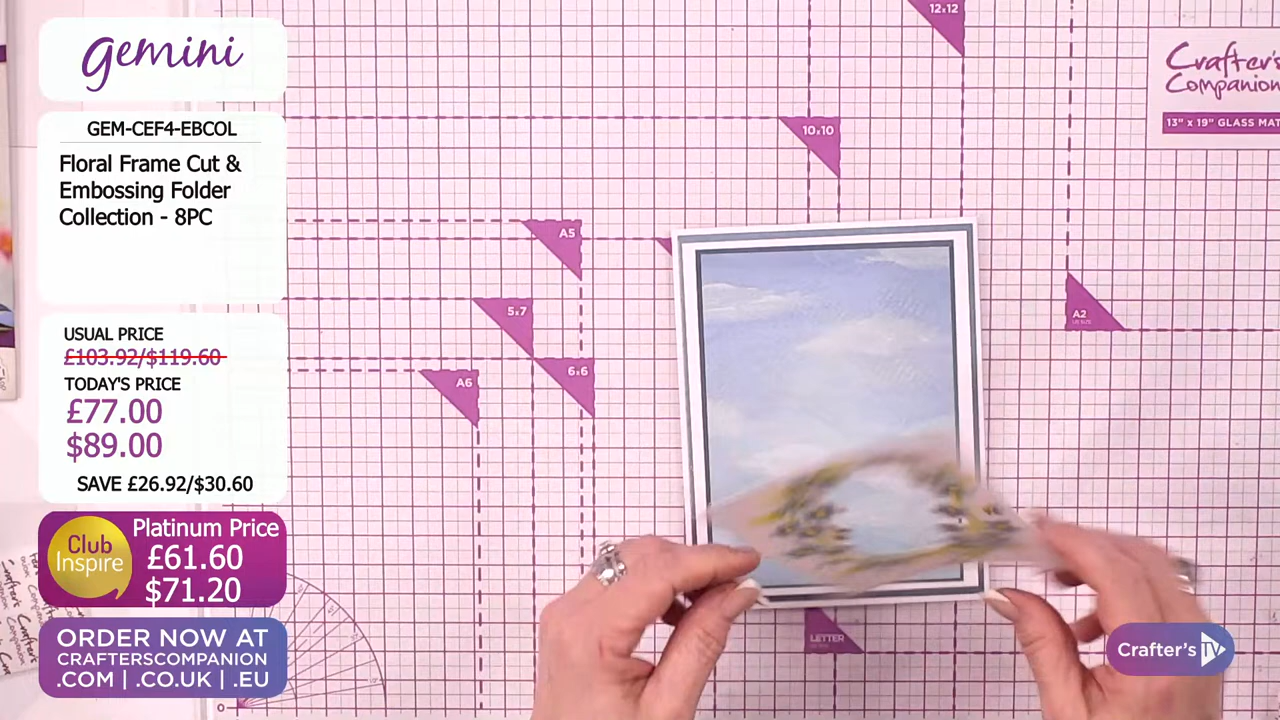 gemini
GEM-CEF4-EBCOL
Floral Frame Cut &
Embossing Folder
Collection - 8PC
USUAL PRICE
£103.92/$119.60
TODAY'S PRICE
£77.00
$89.00
SAVE £26.92/$30.60
Club
Inspire
Platinum Price
£61.60
$71.20
ORDER NOW AT
CRAFTERSCOMPANION
.COM | .CO.UK | .EU
12x12
Crafter's
Companion
13" x 19" GLASS MAT
10x10
A5
5x7
A2
6x6
A6
LETTER
Crafter's TV